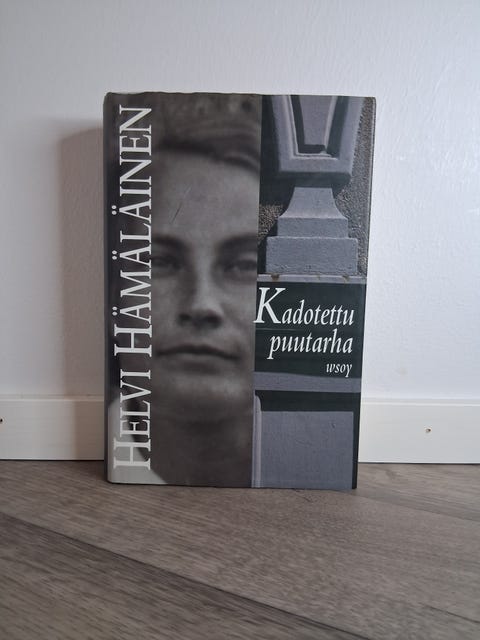 HELVI HÄMÄLÄINEN
Kadotettu
puutarha
wsoy